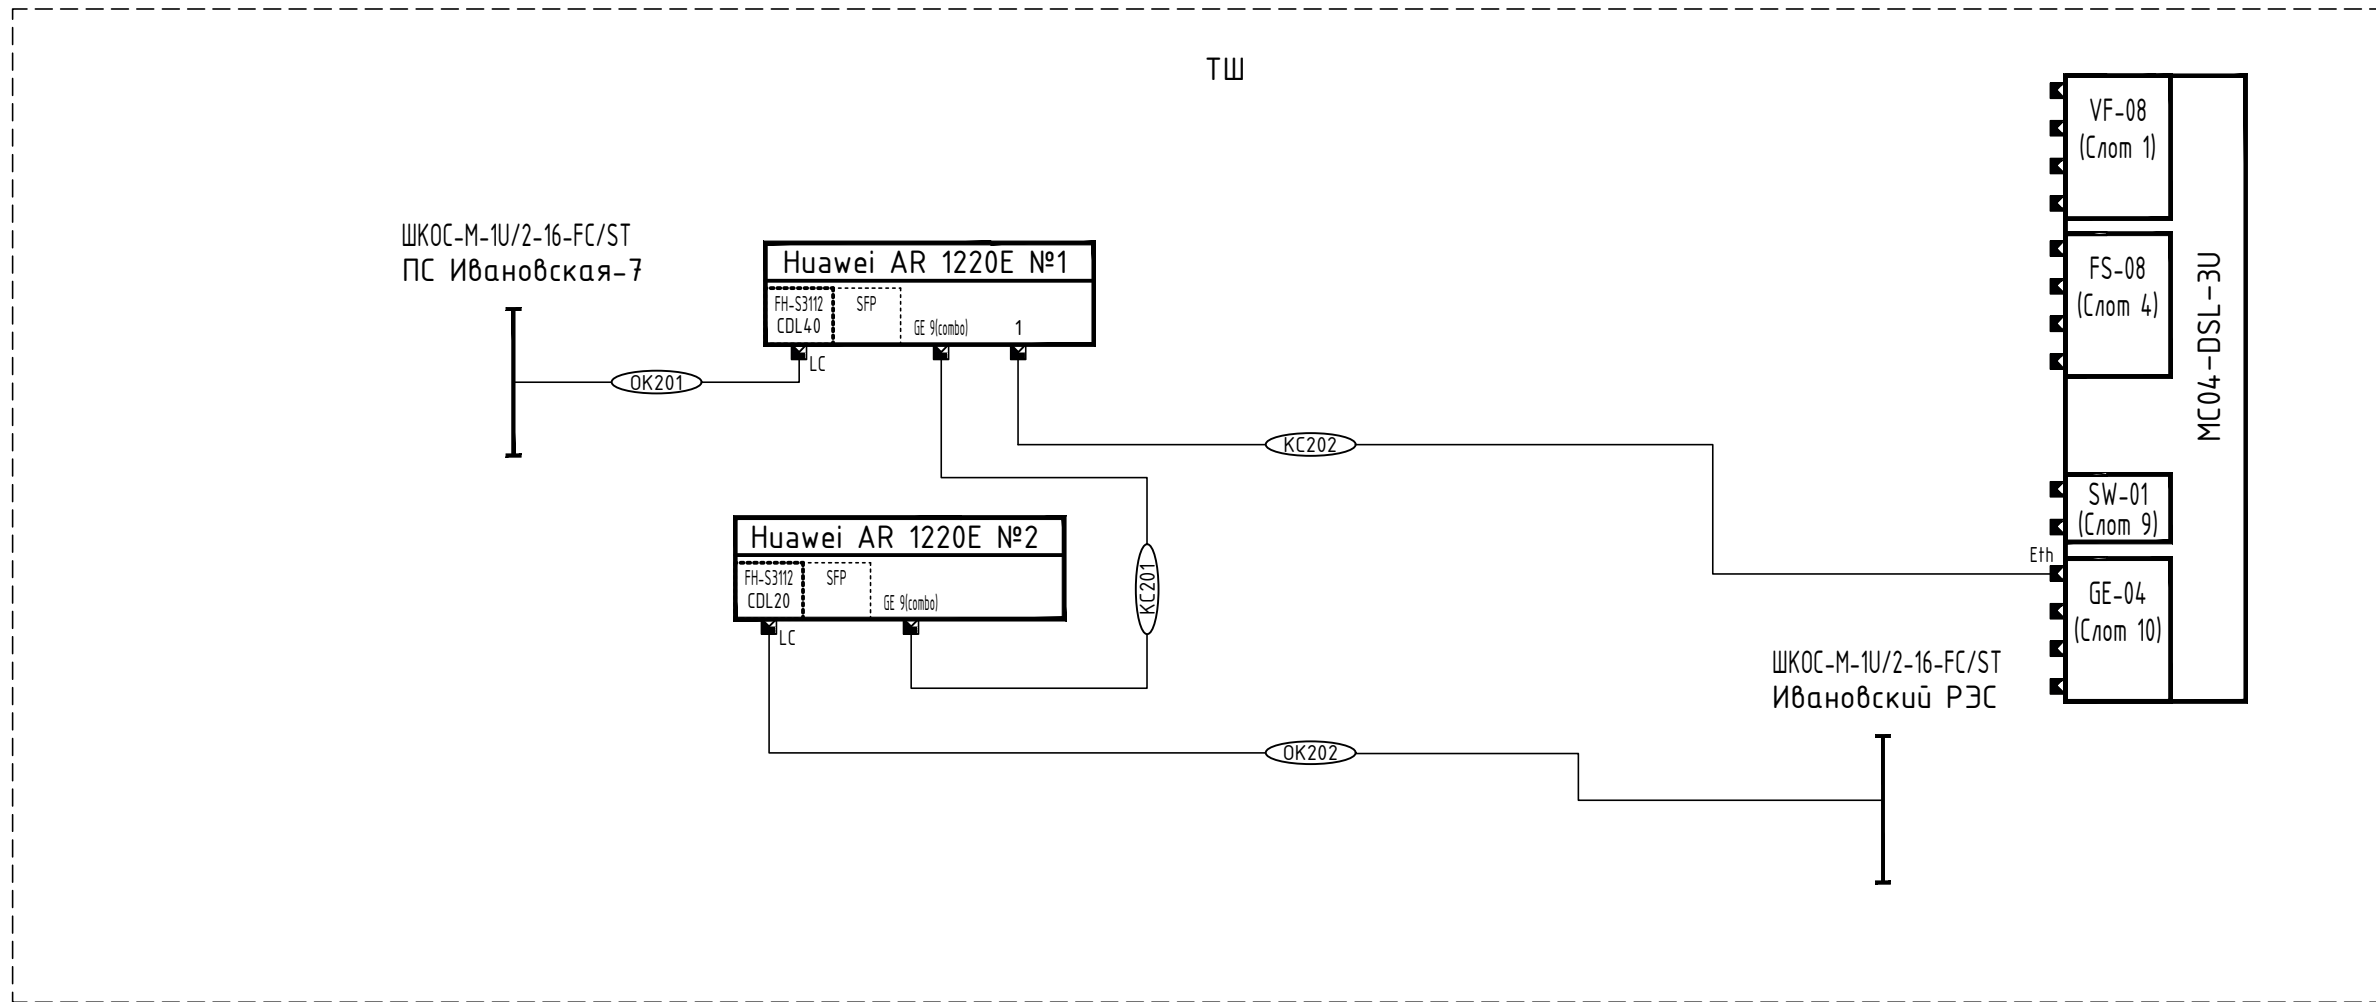 ТШ
ШКОС-М-1U/2-16-FC/ST
ПС Ивановская-7
OK201
Huawei AR 1220E №1
FH-S3112
CDL40
SFP
GE 9(combo)
1
LC
KC202
Huawei AR 1220E №2
FH-S3112
CDL20
SFP
GE 9(combo)
LC
KC201
OK202
ШКОС-М-1U/2-16-FC/ST
Ивановский РЭС
VF-08
(Слот 1)
FS-08
(Слот 4)
SW-01
(Слот 9)
Eth
GE-04
(Слот 10)
MC04-DSL-3U